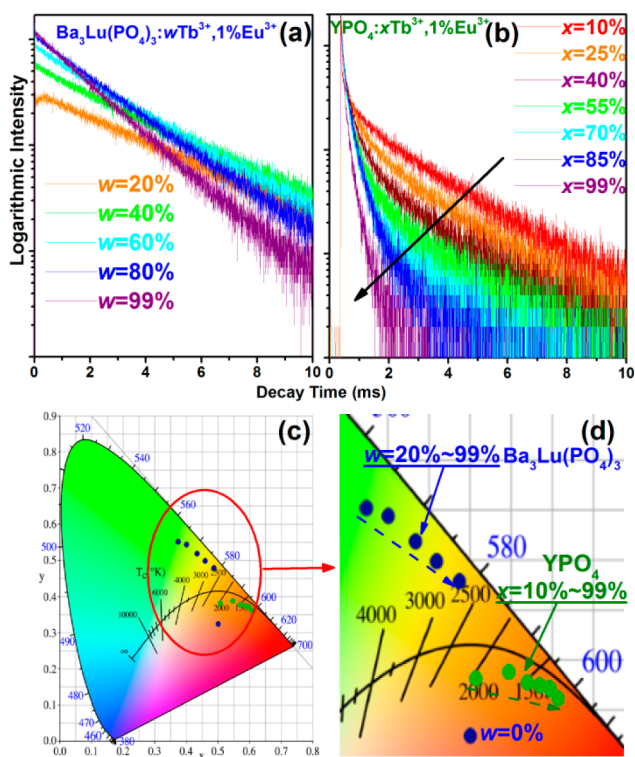 Ba₃Lu(PO₄)₃:wTb³⁺,1%Eu³⁺
(a)
w=20%
w=40%
w=60%
w=80%
w=99%
Logarithmic Intensity
0 2 4 6 8 10
YPO₄:xTb³⁺,1%Eu³⁺
(b)
x=10%
x=25%
x=40%
x=55%
x=70%
x=85%
x=99%
0 2 4 6 8 10
Decay Time (ms)
(c)
0.9
0.8
0.7
0.6
0.5
0.4
0.3
0.2
0.1
0.0
y
520
540
560
500
580
600
620
700
490
480
470
460
380
3000
2500
4000
6000
2000
10000
∞
0.0 0.1 0.2 0.3 0.4 0.5 0.6 0.7 0.8
x
(d)
w=20%~99% Ba₃Lu(PO₄)₃
580
YPO₄
x=10%~99%
2500
3000
4000
600
2000
w=0%